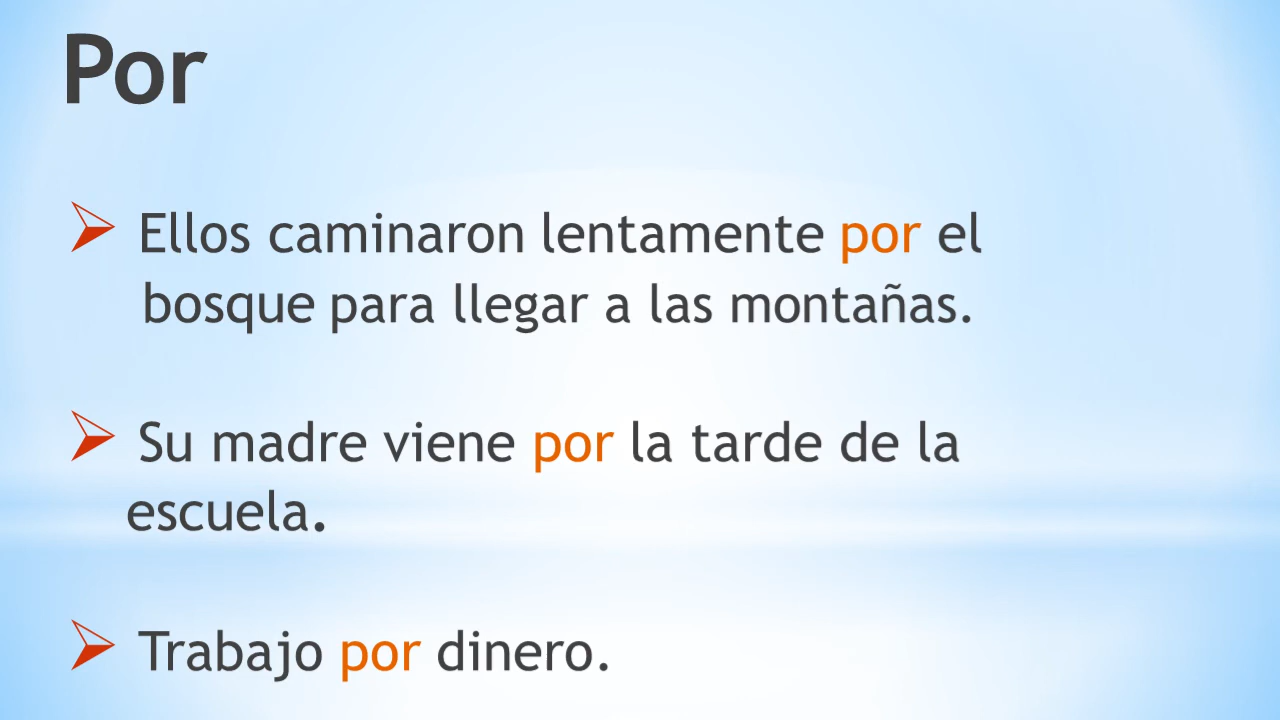 Por
Ellos caminaron lentamente por el
bosque para llegar a las montañas.
Su madre viene por la tarde de la
escuela.
Trabajo por dinero.